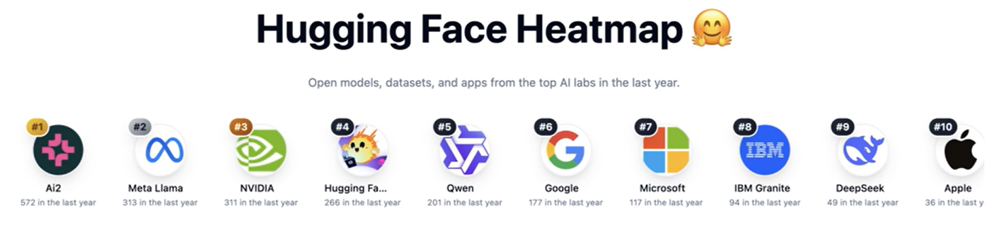 Hugging Face Heatmap 🤗
Open models, datasets, and apps from the top AI labs in the last year.
#1 #2 #3 #4 #5 #6 #7 #8 #9 #10
IBM
Ai2 Meta Llama NVIDIA Hugging Fa... Qwen Google Microsoft IBM Granite DeepSeek Apple
572 in the last year 313 in the last year 311 in the last year 266 in the last year 201 in the last year 177 in the last year 117 in the last year 94 in the last year 49 in the last year 36 in the last y